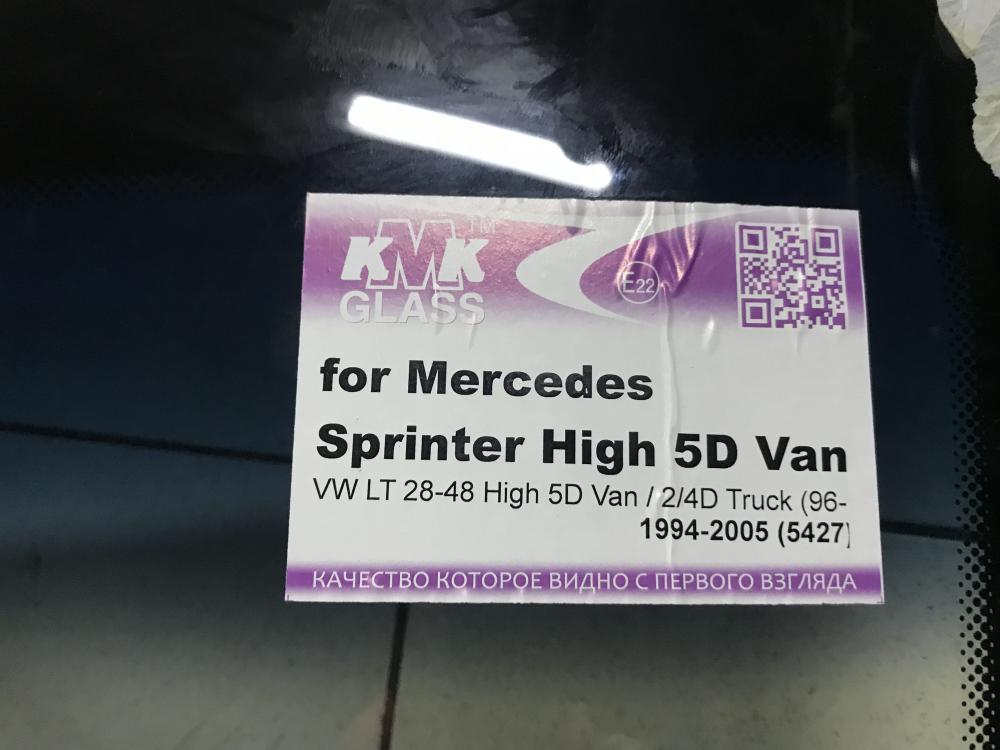 KMK TM
GLASS
E22
for Mercedes
Sprinter High 5D Van
VW LT 28-48 High 5D Van / 2/4D Truck (96-
1994-2005 (5427)
КАЧЕСТВО КОТОРОЕ ВИДНО С ПЕРВОГО ВЗГЛЯДА